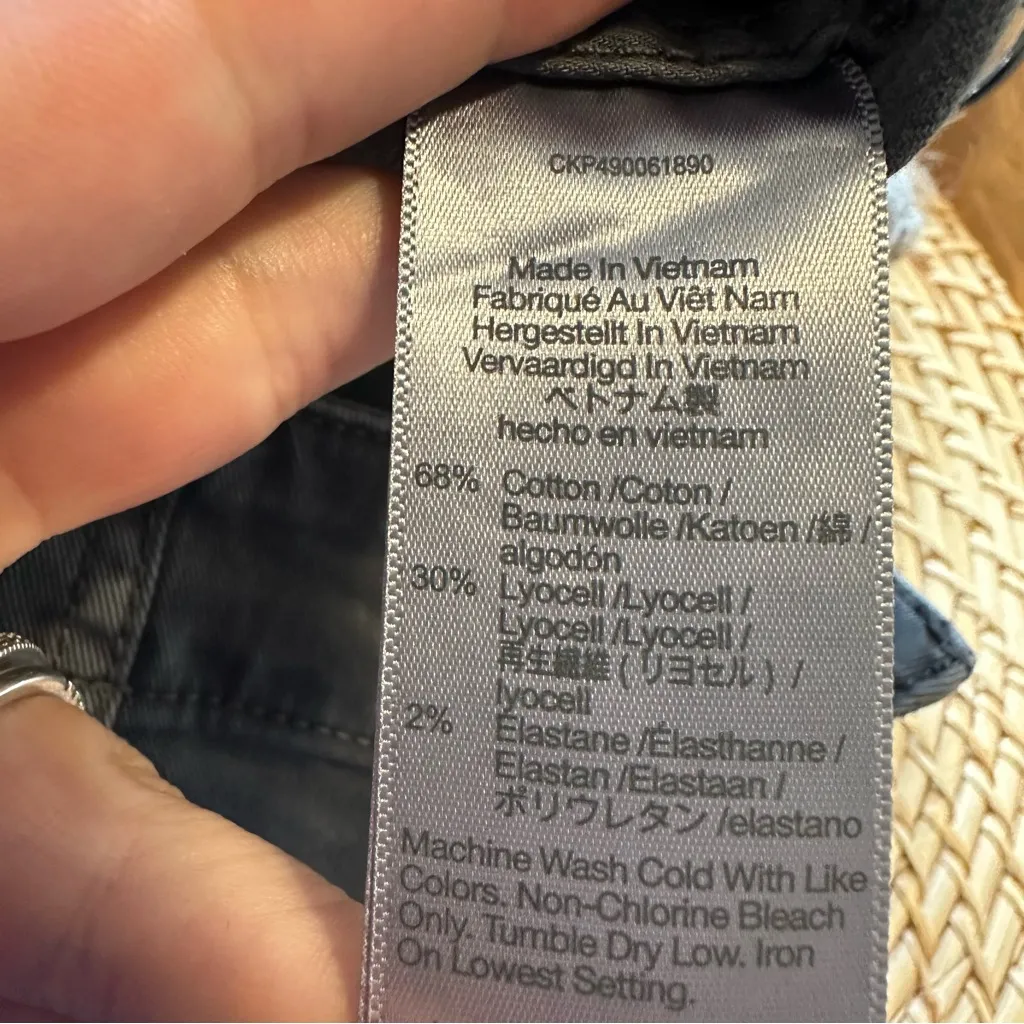 CKP490061890
Made In Vietnam
Fabriqué Au Viêt Nam
Hergestellt In Vietnam
Vervaardigd In Vietnam
ベトナム製
hecho en vietnam
68% Cotton /Coton /
Baumwolle /Katoen /綿 /
algodón
30% Lyocell /Lyocell /
Lyocell /Lyocell /
再生繊維 ( リヨセル ) /
lyocell
2% Elastane /Élasthanne /
Elastan /Elastaan /
ポリウレタン /elastano
Machine Wash Cold With Like
Colors. Non-Chlorine Bleach
Only. Tumble Dry Low. Iron
On Lowest Setting.